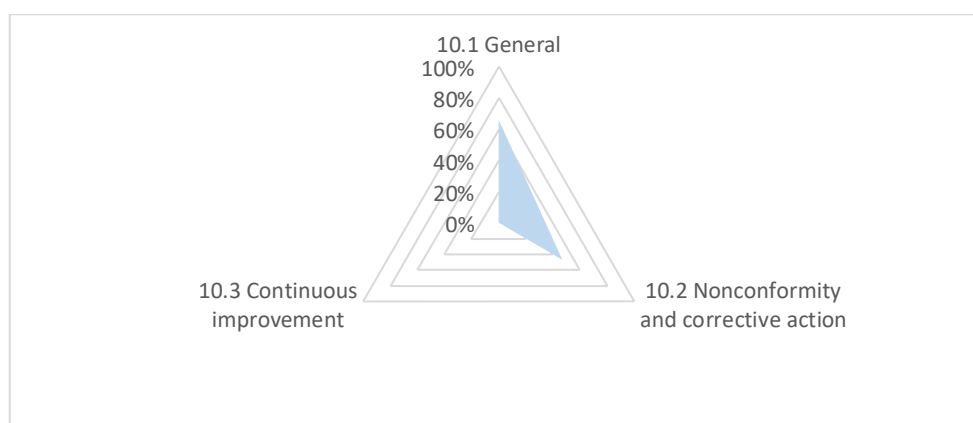 10.1 General
100%
80%
60%
40%
20%
0%
10.3 Continuous
improvement
10.2 Nonconformity
and corrective action